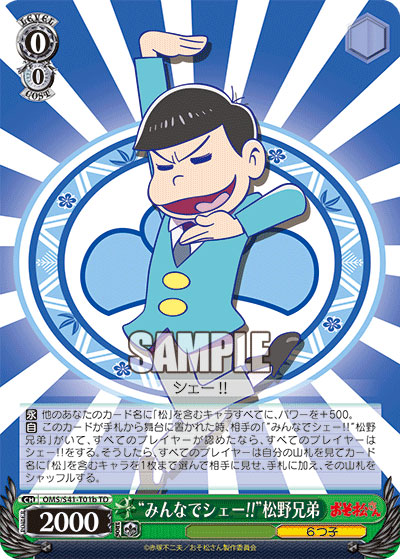 LEVEL
0
0
COST
SAMPLE
シェー!!
永 他のあなたのカード名に「松」を含むキャラすべてに、パワーを+500。
自 このカードが手札から舞台に置かれた時、相手の「“みんなでシェー!!”松野
兄弟」がいて、すべてのプレイヤーが認めたなら、すべてのプレイヤーは
シェー!!をする。そうしたら、すべてのプレイヤーは自分の山札を見てカード
名に「松」を含むキャラを1枚まで選んで相手に見せ、手札に加え、その山札を
シャッフルする。
CH OMS/S41-T01b TD
2000
“みんなでシェー!!”松野兄弟
おそ松さん
6つ子
©赤塚不二夫/おそ松さん製作委員会